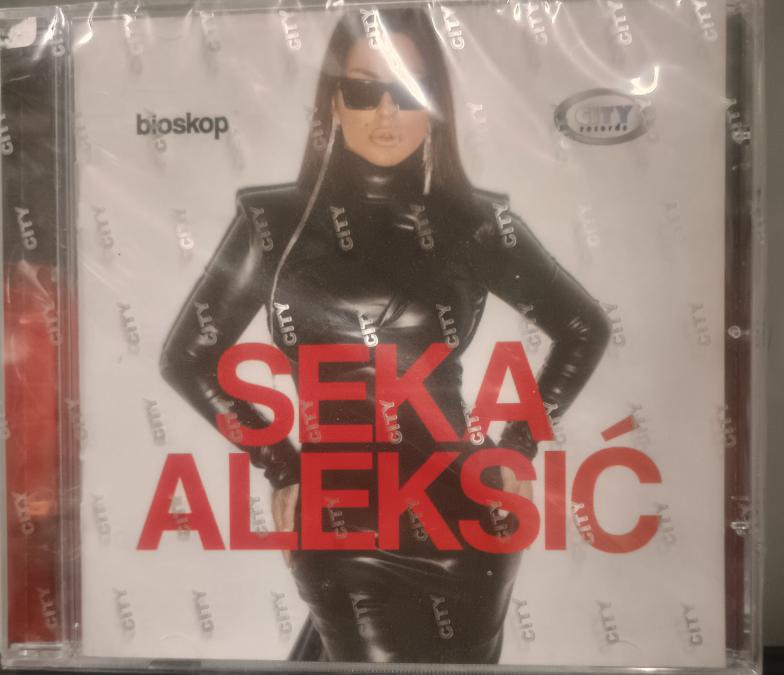 bioskop
CITY
records
SEKA
ALEKSIĆ